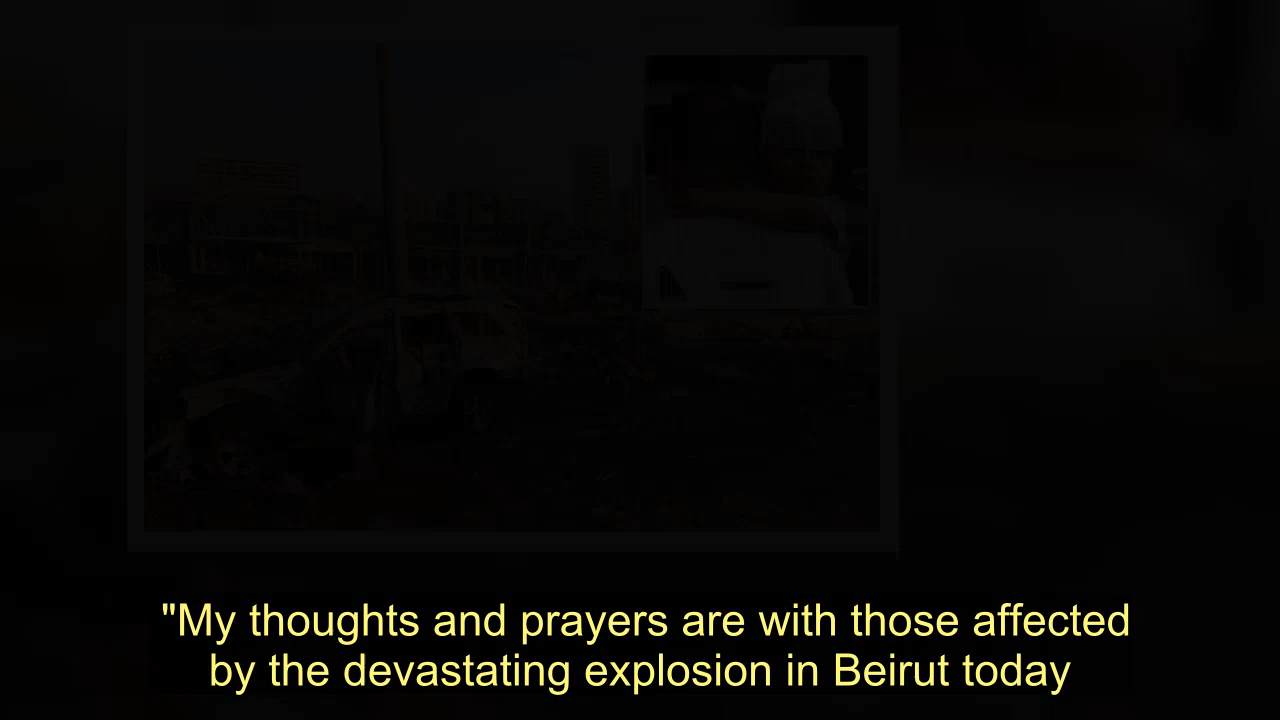 "My thoughts and prayers are with those affected
by the devastating explosion in Beirut today